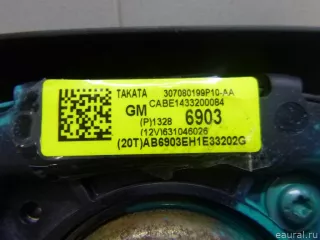 TAKATA 307080199P10-AA
CABE1433200084
GM
(P)1328 6903
(12V)631046026
(20T)AB6903EH1E33202G
© eaural.ru